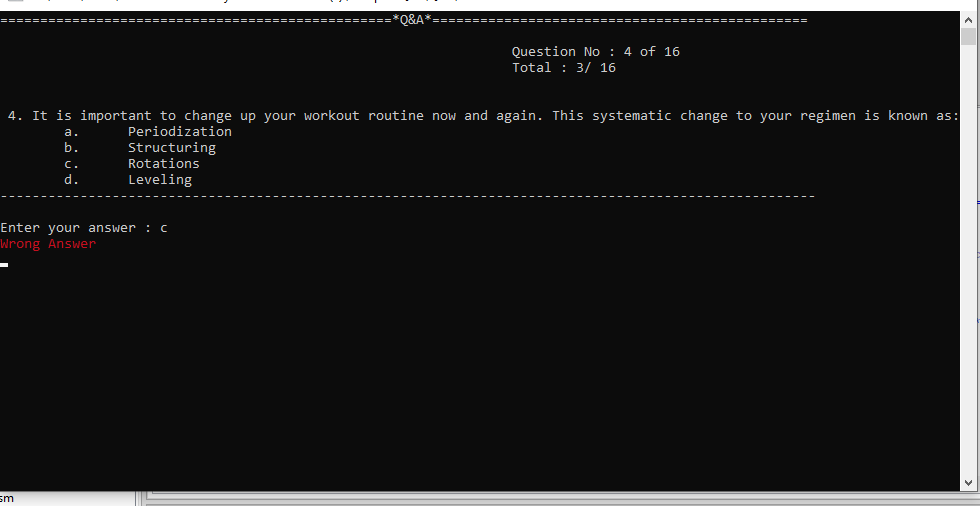 =================================================*Q&A*===============================================
Question No : 4 of 16
Total : 3/ 16
4. It is important to change up your workout routine now and again. This systematic change to your regimen is known as:
a. Periodization
b. Structuring
c. Rotations
d. Leveling
------------------------------------------------------------------------------------------------------
Enter your answer : c
Wrong Answer
sm